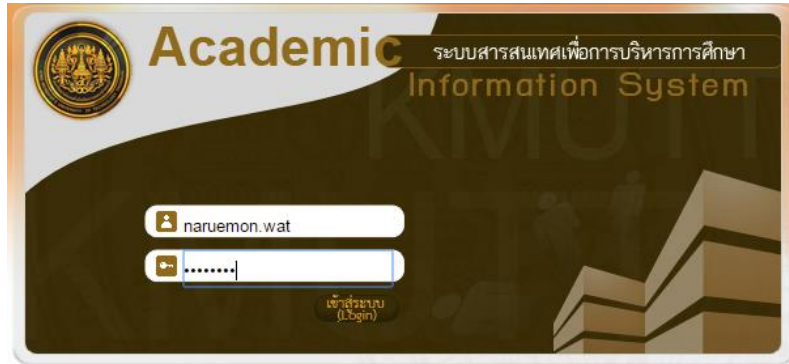 Academic
ระบบสารสนเทศเพื่อการบริหารการศึกษา
Information System
KMUTT
naruemon.wat
••••••••
เข้าสู่ระบบ
(Login)